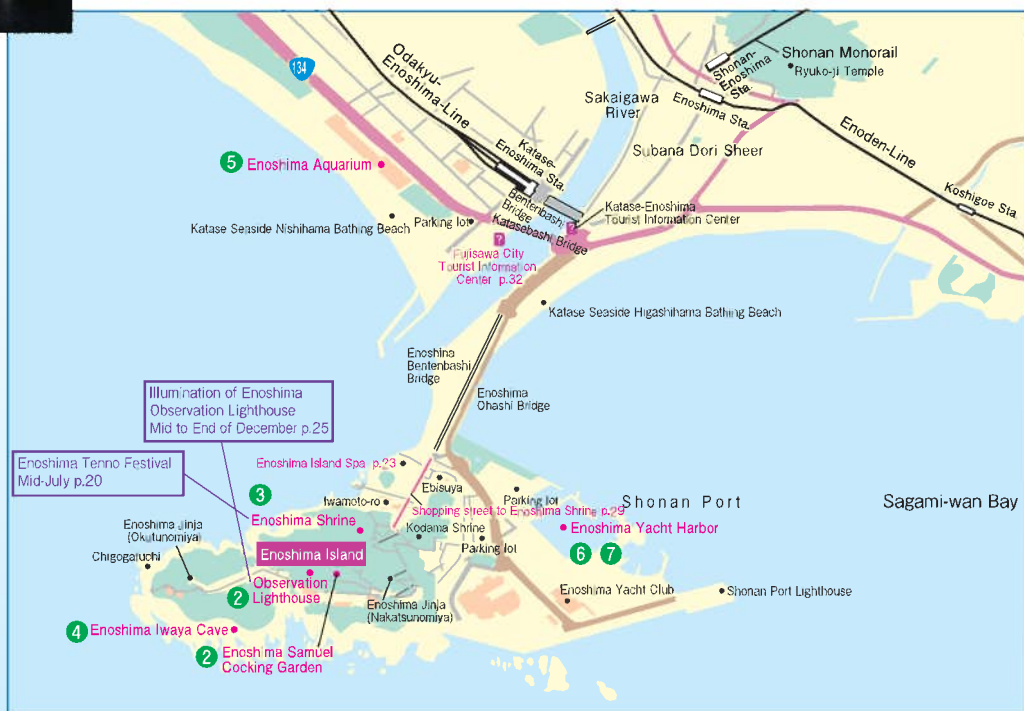 134
Odakyu-
Enoshima-Line
Shonan Monorail
Ryuko-ji Temple
Shonan-
Enoshima
Sta.
Sakaigawa
River
Enoshima Sta.
Enoden-Line
Subana Dori Sheer
Koshigoe Sta.
Katase-
Enoshima Sta.
5 Enoshima Aquarium
Bentenbashi
Bridge
Katasebashi Bridge
Katase-Enoshima
Tourist Information Center
?
Katase Seaside Nishihama Bathing Beach
Parking lot
?
Fujisawa City
Tourist Information
Center p.32
Katase Seaside Higashihama Bathing Beach
Enoshina
Bentenbashi
Bridge
Enoshima
Ohashi Bridge
Illumination of Enoshima
Observation Lighthouse
Mid to End of December p.25
Enoshima Tenno Festival
Mid-July p.20
Enoshima Island Spa p.23
Ebisuya
Iwamoto-ro
Parking lot
Shonan Port
Sagami-wan Bay
Shopping street to Enoshima Shrine p.29
3
Enoshima Shrine
Kodama Shrine
Enoshima Yacht Harbor
6 7
Enoshima Jinja
(Okutunomiya)
Enoshima Island
Parking lot
Chigogafuchi
Observation
2 Lighthouse
Enoshima Jinja
(Nakatsunomiya)
Enoshima Yacht Club
Shonan Port Lighthouse
4 Enoshima Iwaya Cave
2 Enoshima Samuel
Cocking Garden